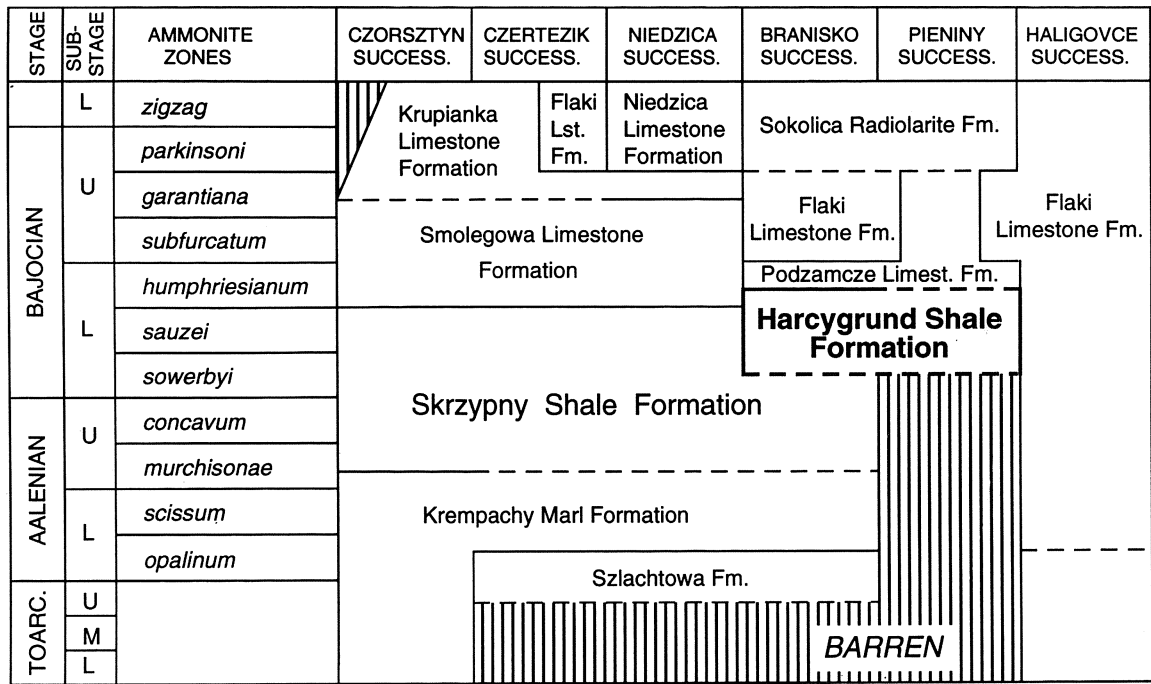 STAGE
SUB-
STAGE
AMMONITE
ZONES
CZORSZTYN
SUCCESS.
CZERTEZIK
SUCCESS.
NIEDZICA
SUCCESS.
BRANISKO
SUCCESS.
PIENINY
SUCCESS.
HALIGOVCE
SUCCESS.
BAJOCIAN
AALENIAN
TOARC.
L
U
L
U
L
U
M
L
zigzag
parkinsoni
garantiana
subfurcatum
humphriesianum
sauzei
sowerbyi
concavum
murchisonae
scissum
opalinum
Krupianka
Limestone
Formation
Flaki
Lst.
Fm.
Niedzica
Limestone
Formation
Sokolica Radiolarite Fm.
Smolegowa Limestone
Formation
Flaki
Limestone Fm.
Flaki
Limestone Fm.
Podzamcze Limest. Fm.
Harcygrund Shale
Formation
Skrzypny Shale Formation
Krempachy Marl Formation
Szlachtowa Fm.
BARREN